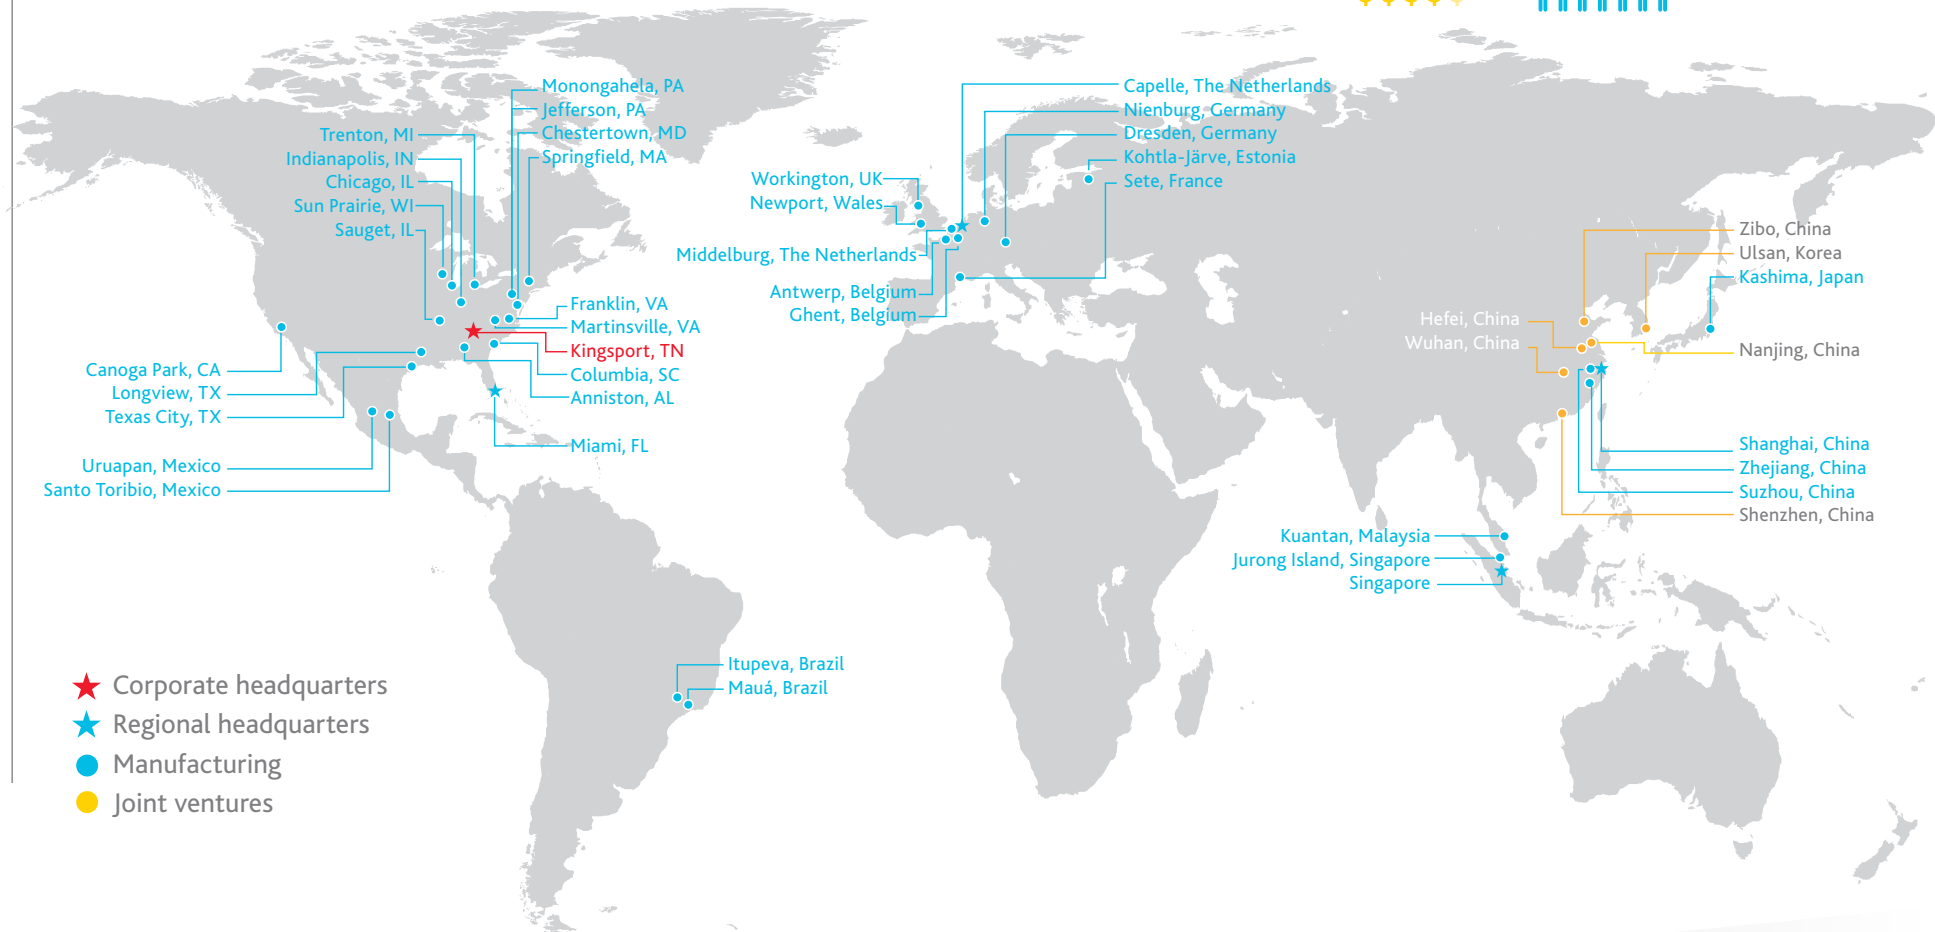 Monongahela, PA
Jefferson, PA
Chestertown, MD
Springfield, MA
Trenton, MI
Indianapolis, IN
Chicago, IL
Sun Prairie, WI
Sauget, IL
Franklin, VA
Martinsville, VA
Kingsport, TN
Columbia, SC
Anniston, AL
Miami, FL
Canoga Park, CA
Longview, TX
Texas City, TX
Uruapan, Mexico
Santo Toribio, Mexico
Itupeva, Brazil
Mauá, Brazil
Capelle, The Netherlands
Nienburg, Germany
Dresden, Germany
Kohtla-Järve, Estonia
Sete, France
Workington, UK
Newport, Wales
Middelburg, The Netherlands
Antwerp, Belgium
Ghent, Belgium
Zibo, China
Ulsan, Korea
Kashima, Japan
Hefei, China
Wuhan, China
Nanjing, China
Shanghai, China
Zhejiang, China
Suzhou, China
Shenzhen, China
Kuantan, Malaysia
Jurong Island, Singapore
Singapore
Corporate headquarters
Regional headquarters
Manufacturing
Joint ventures